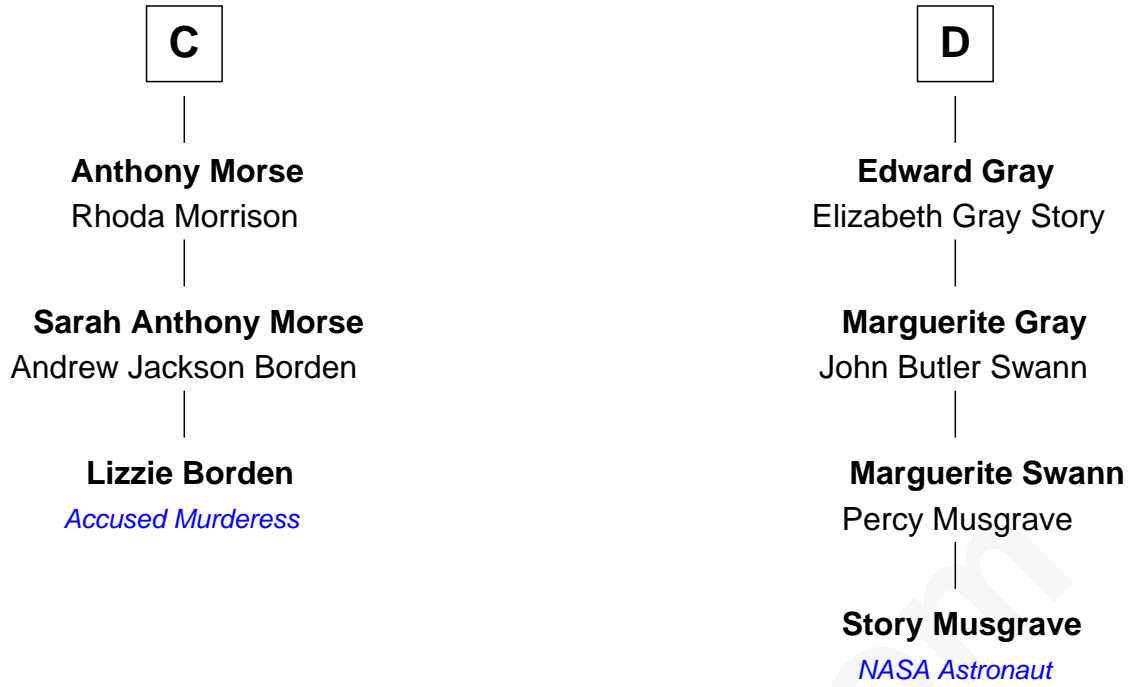 C
Anthony Morse
Rhoda Morrison
Sarah Anthony Morse
Andrew Jackson Borden
Lizzie Borden
Accused Murderess
D
Edward Gray
Elizabeth Gray Story
Marguerite Gray
John Butler Swann
Marguerite Swann
Percy Musgrave
Story Musgrave
NASA Astronaut